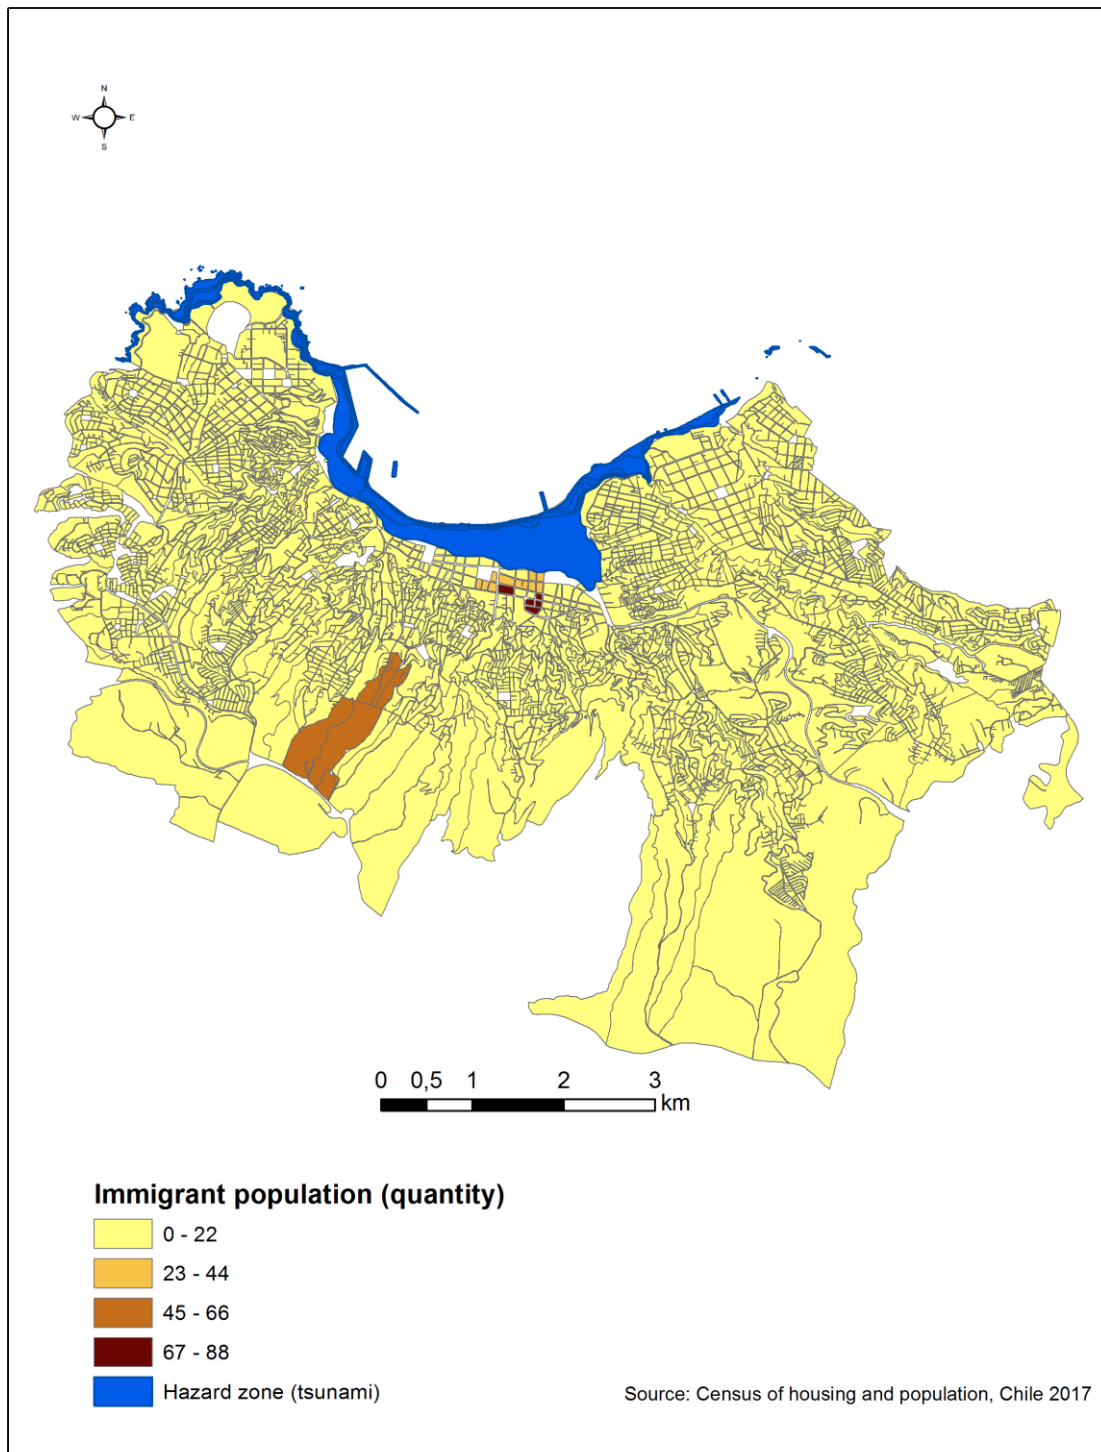 N
W E
S
0 0,5 1 2 3
km
Immigrant population (quantity)
0 - 22
23 - 44
45 - 66
67 - 88
Hazard zone (tsunami)
Source: Census of housing and population, Chile 2017